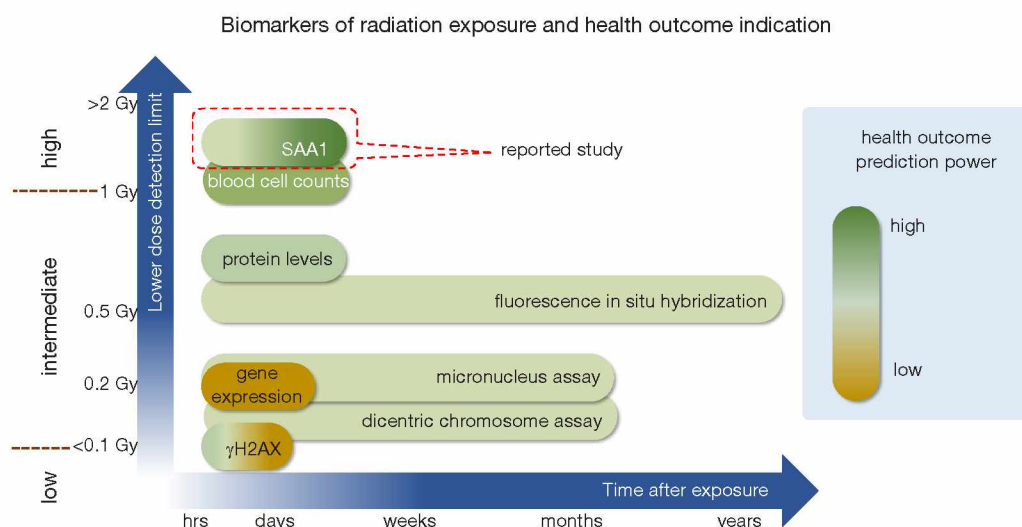 Biomarkers of radiation exposure and health outcome indication
high
intermediate
low
>2 Gy
1 Gy
0.5 Gy
0.2 Gy
<0.1 Gy
Lower dose detection limit
SAA1
blood cell counts
reported study
protein levels
fluorescence in situ hybridization
gene
expression
micronucleus assay
dicentric chromosome assay
γH2AX
Time after exposure
hrs
days
weeks
months
years
health outcome
prediction power
high
low